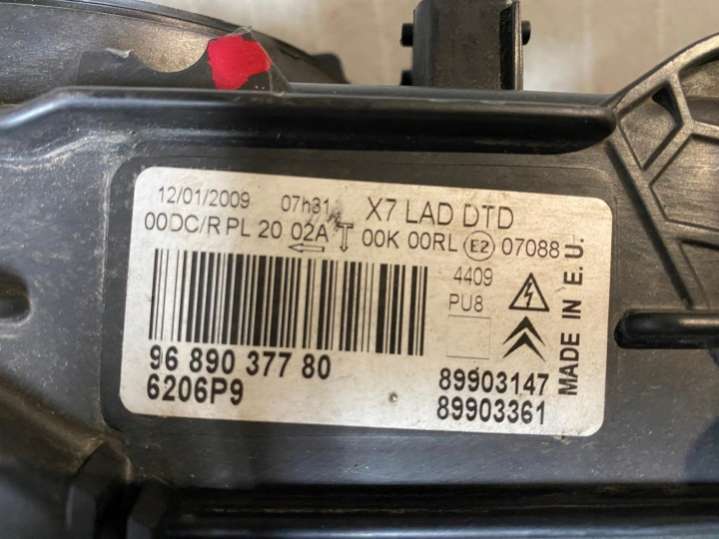 12/01/2009 07h31 X7 LAD DTD
00DC/R PL 20 02A 00K 00RL E2 07088
4409
PU8
96 890 377 80
6206P9
89903147
89903361
MADE IN E.U.